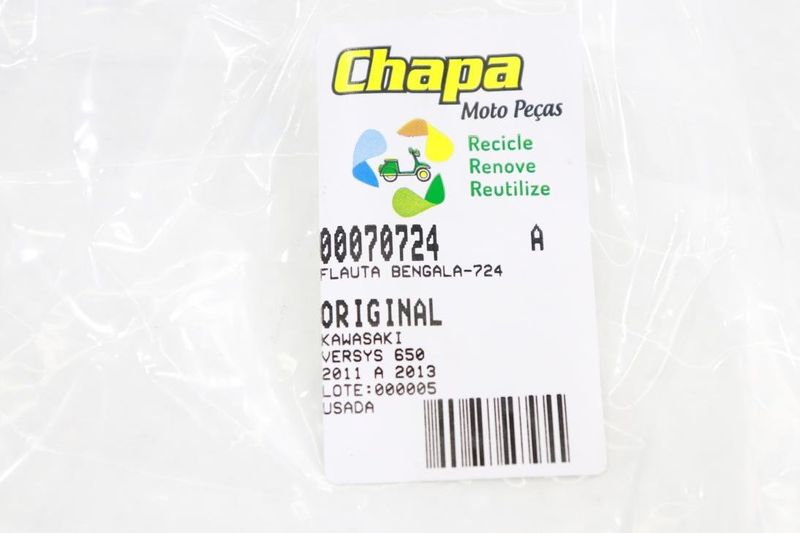 Chapa
Moto Peças
Recicle
Renove
Reutilize
00070724 A
FLAUTA BENGALA-724
ORIGINAL
KAWASAKI
VERSYS 650
2011 A 2013
LOTE:000005
USADA